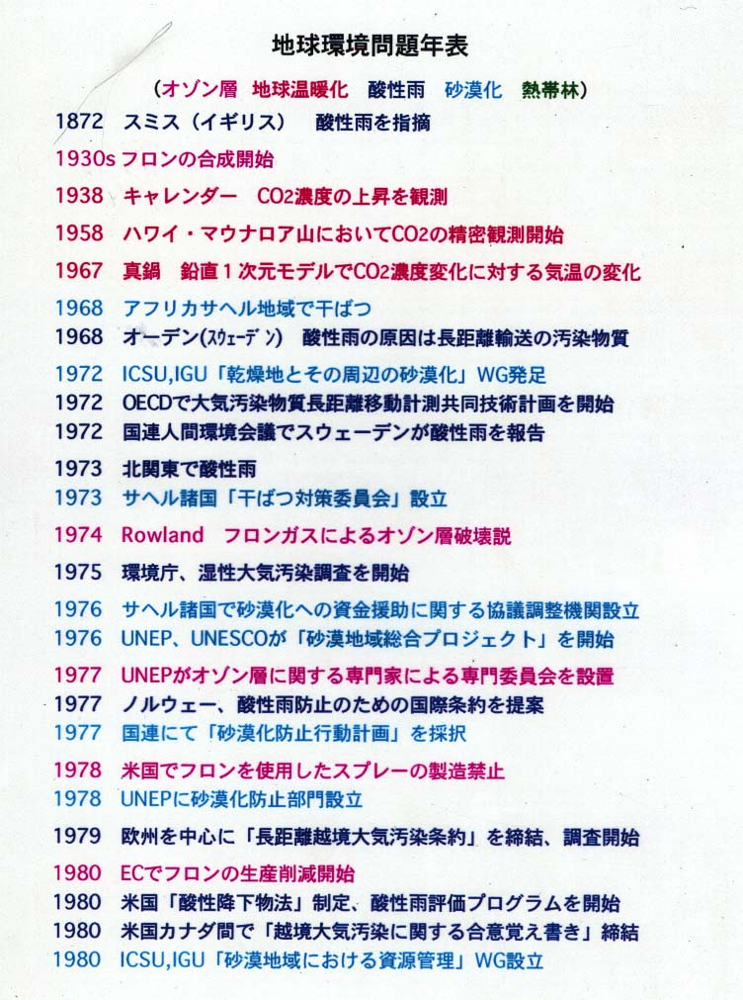 地球環境問題年表
(オゾン層 地球温暖化 酸性雨 砂漠化 熱帯林)
1872 スミス（イギリス） 酸性雨を指摘
1930s フロンの合成開始
1938 キャレンダー CO2濃度の上昇を観測
1958 ハワイ・マウナロア山においてCO2の精密観測開始
1967 真鍋 鉛直１次元モデルでCO2濃度変化に対する気温の変化
1968 アフリカサヘル地域で干ばつ
1968 オーデン(ｽｳｪｰﾃﾞﾝ) 酸性雨の原因は長距離輸送の汚染物質
1972 ICSU,IGU「乾燥地とその周辺の砂漠化」WG発足
1972 OECDで大気汚染物質長距離移動計測共同技術計画を開始
1972 国連人間環境会議でスウェーデンが酸性雨を報告
1973 北関東で酸性雨
1973 サヘル諸国「干ばつ対策委員会」設立
1974 Rowland フロンガスによるオゾン層破壊説
1975 環境庁、湿性大気汚染調査を開始
1976 サヘル諸国で砂漠化への資金援助に関する協議調整機関設立
1976 UNEP、UNESCOが「砂漠地域総合プロジェクト」を開始
1977 UNEPがオゾン層に関する専門家による専門委員会を設置
1977 ノルウェー、酸性雨防止のための国際条約を提案
1977 国連にて「砂漠化防止行動計画」を採択
1978 米国でフロンを使用したスプレーの製造禁止
1978 UNEPに砂漠化防止部門設立
1979 欧州を中心に「長距離越境大気汚染条約」を締結、調査開始
1980 ECでフロンの生産削減開始
1980 米国「酸性降下物法」制定、酸性雨評価プログラムを開始
1980 米国カナダ間で「越境大気汚染に関する合意覚え書き」締結
1980 ICSU,IGU「砂漠地域における資源管理」WG設立